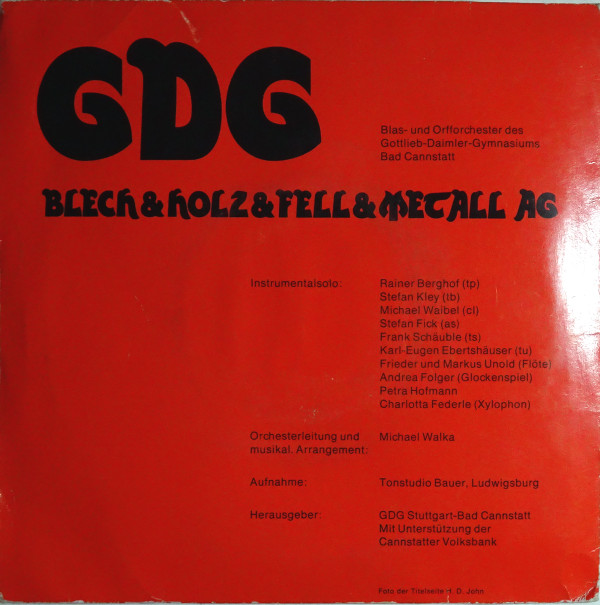 GDG
Blas- und Orfforchester des
Gottlieb-Daimler-Gymnasiums
Bad Cannstatt
BLECH & HOLZ & FELL & METALL AG
Instrumentalsolo:
Rainer Berghof (tp)
Stefan Kley (tb)
Michael Waibel (cl)
Stefan Fick (as)
Frank Schäuble (ts)
Karl-Eugen Ebertshäuser (tu)
Frieder und Markus Unold (Flöte)
Andrea Folger (Glockenspiel)
Petra Hofmann
Charlotta Federle (Xylophon)
Orchesterleitung und
musikal. Arrangement:
Michael Walka
Aufnahme:
Tonstudio Bauer, Ludwigsburg
Herausgeber:
GDG Stuttgart-Bad Cannstatt
Mit Unterstützung der
Cannstatter Volksbank
Foto der Titelseite D. John